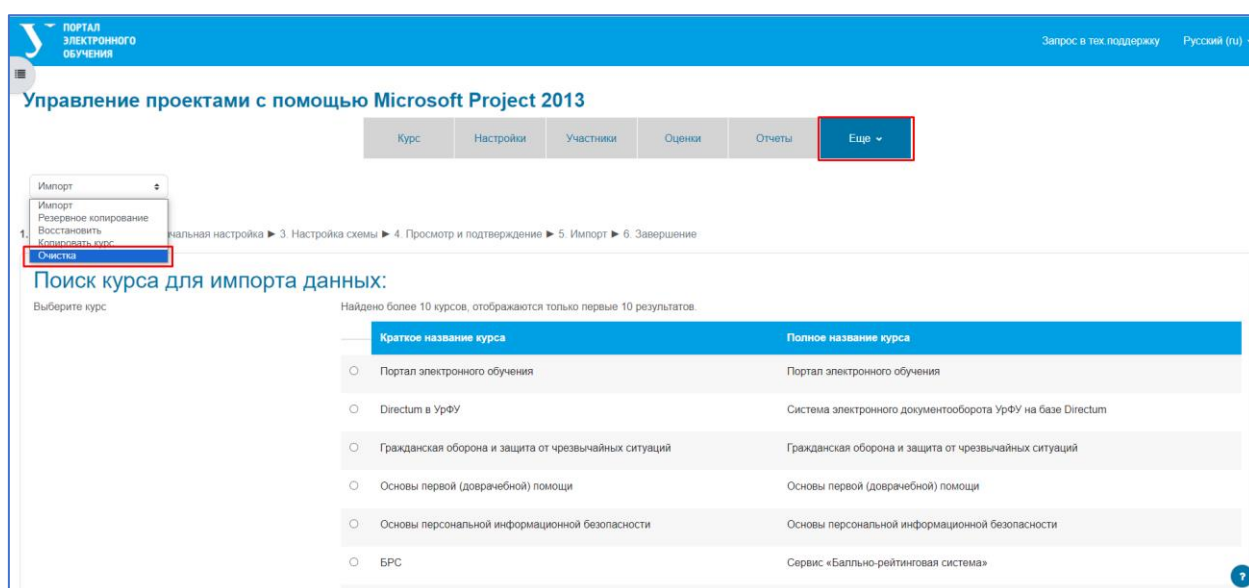 ПОРТАЛ
ЭЛЕКТРОННОГО
ОБУЧЕНИЯ
Запрос в тех.поддержку Русский (ru)
Управление проектами с помощью Microsoft Project 2013
Курс Настройки Участники Оценки Отчеты Еще
Импорт
Импорт
Резервное копирование
Восстановить
Копировать курс
Очистка
1. чальная настройка ► 3. Настройка схемы ► 4. Просмотр и подтверждение ► 5. Импорт ► 6. Завершение
Поиск курса для импорта данных:
Выберите курс Найдено более 10 курсов, отображаются только первые 10 результатов.
Краткое название курса Полное название курса
Портал электронного обучения Портал электронного обучения
Directum в УрФУ Система электронного документооборота УрФУ на базе Directum
Гражданская оборона и защита от чрезвычайных ситуаций Гражданская оборона и защита от чрезвычайных ситуаций
Основы первой (доврачебной) помощи Основы первой (доврачебной) помощи
Основы персональной информационной безопасности Основы персональной информационной безопасности
БРС Сервис «Балльно-рейтинговая система»
?